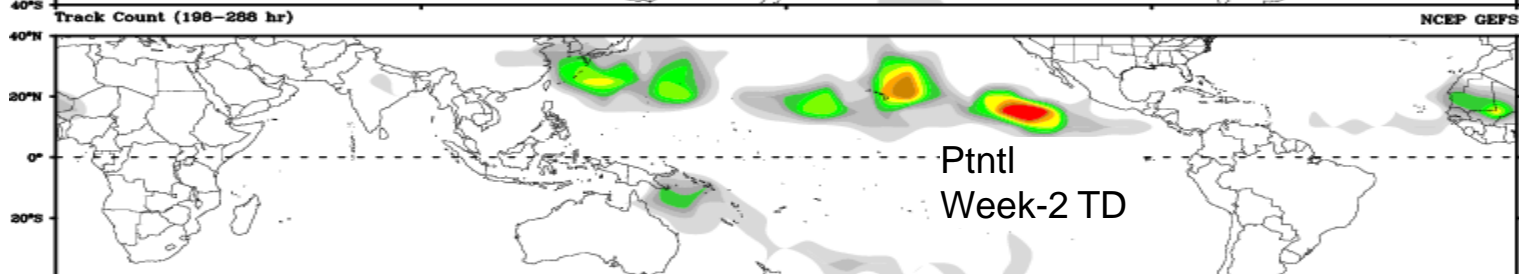 40°S
Track Count (198–288 hr)
NCEP GEFS
40°N
20°N
0°
20°S
Ptntl
Week-2 TD